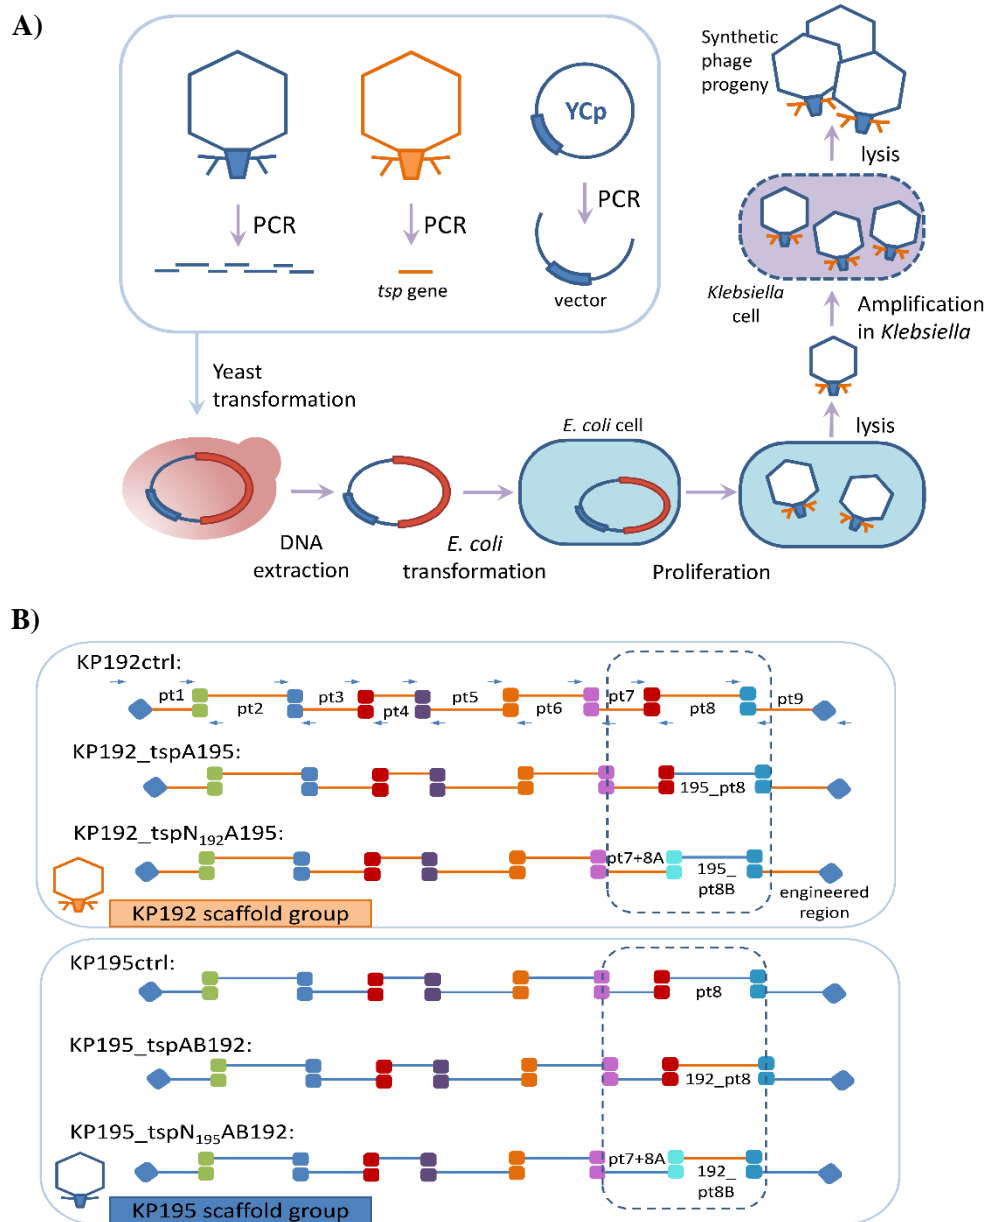 A)
Synthetic
phage
progeny
YCp
lysis
PCR
PCR
PCR
tsp gene
vector
Klebsiella
cell
Amplification
in Klebsiella
Yeast
transformation
E. coli cell
lysis
DNA
extraction
E. coli
transformation
Proliferation
B)
KP192ctrl:
pt1
pt2
pt3
pt4
pt5
pt6
pt7
pt8
pt9
KP192_tspA195:
195_pt8
KP192_tspN₁₉₂A195:
pt7+8A
195_
pt8B
engineered
region
KP192 scaffold group
KP195ctrl:
pt8
KP195_tspAB192:
192_pt8
KP195_tspN₁₉₅AB192:
pt7+8A
192_
pt8B
KP195 scaffold group